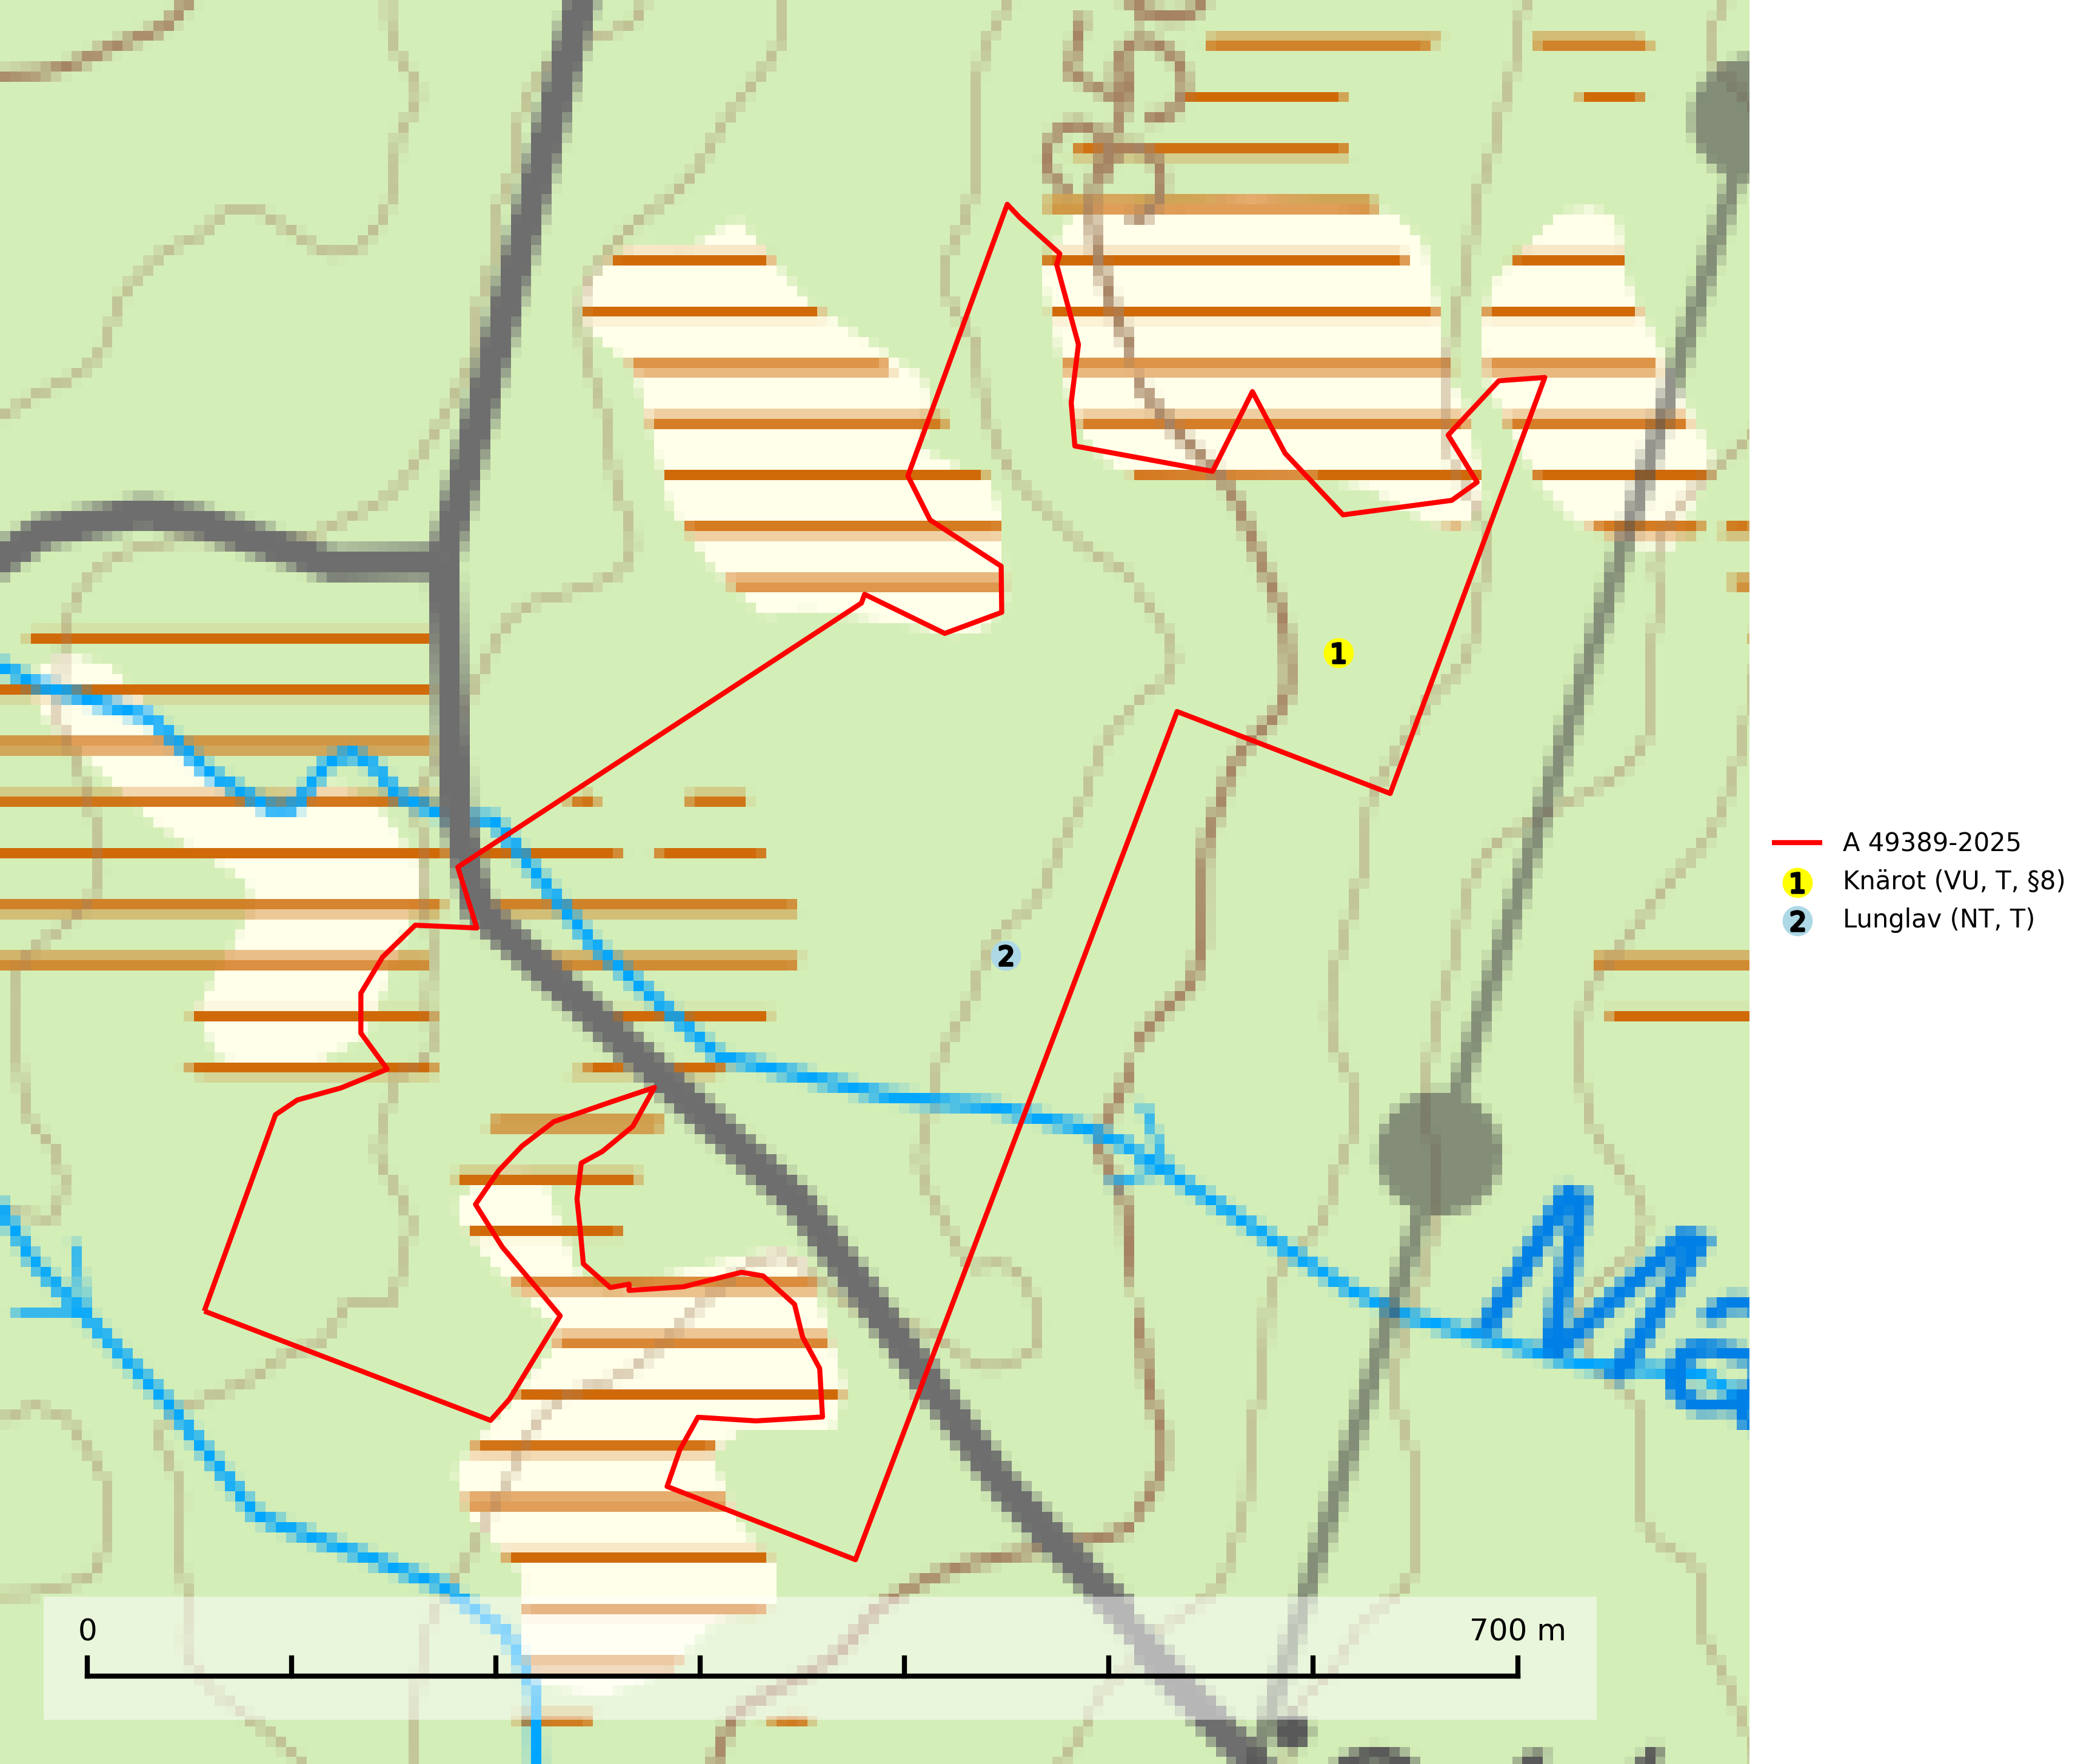 1
2
A 49389-2025
1 Knärot (VU, T, §8)
2 Lunglav (NT, T)
0 700 m